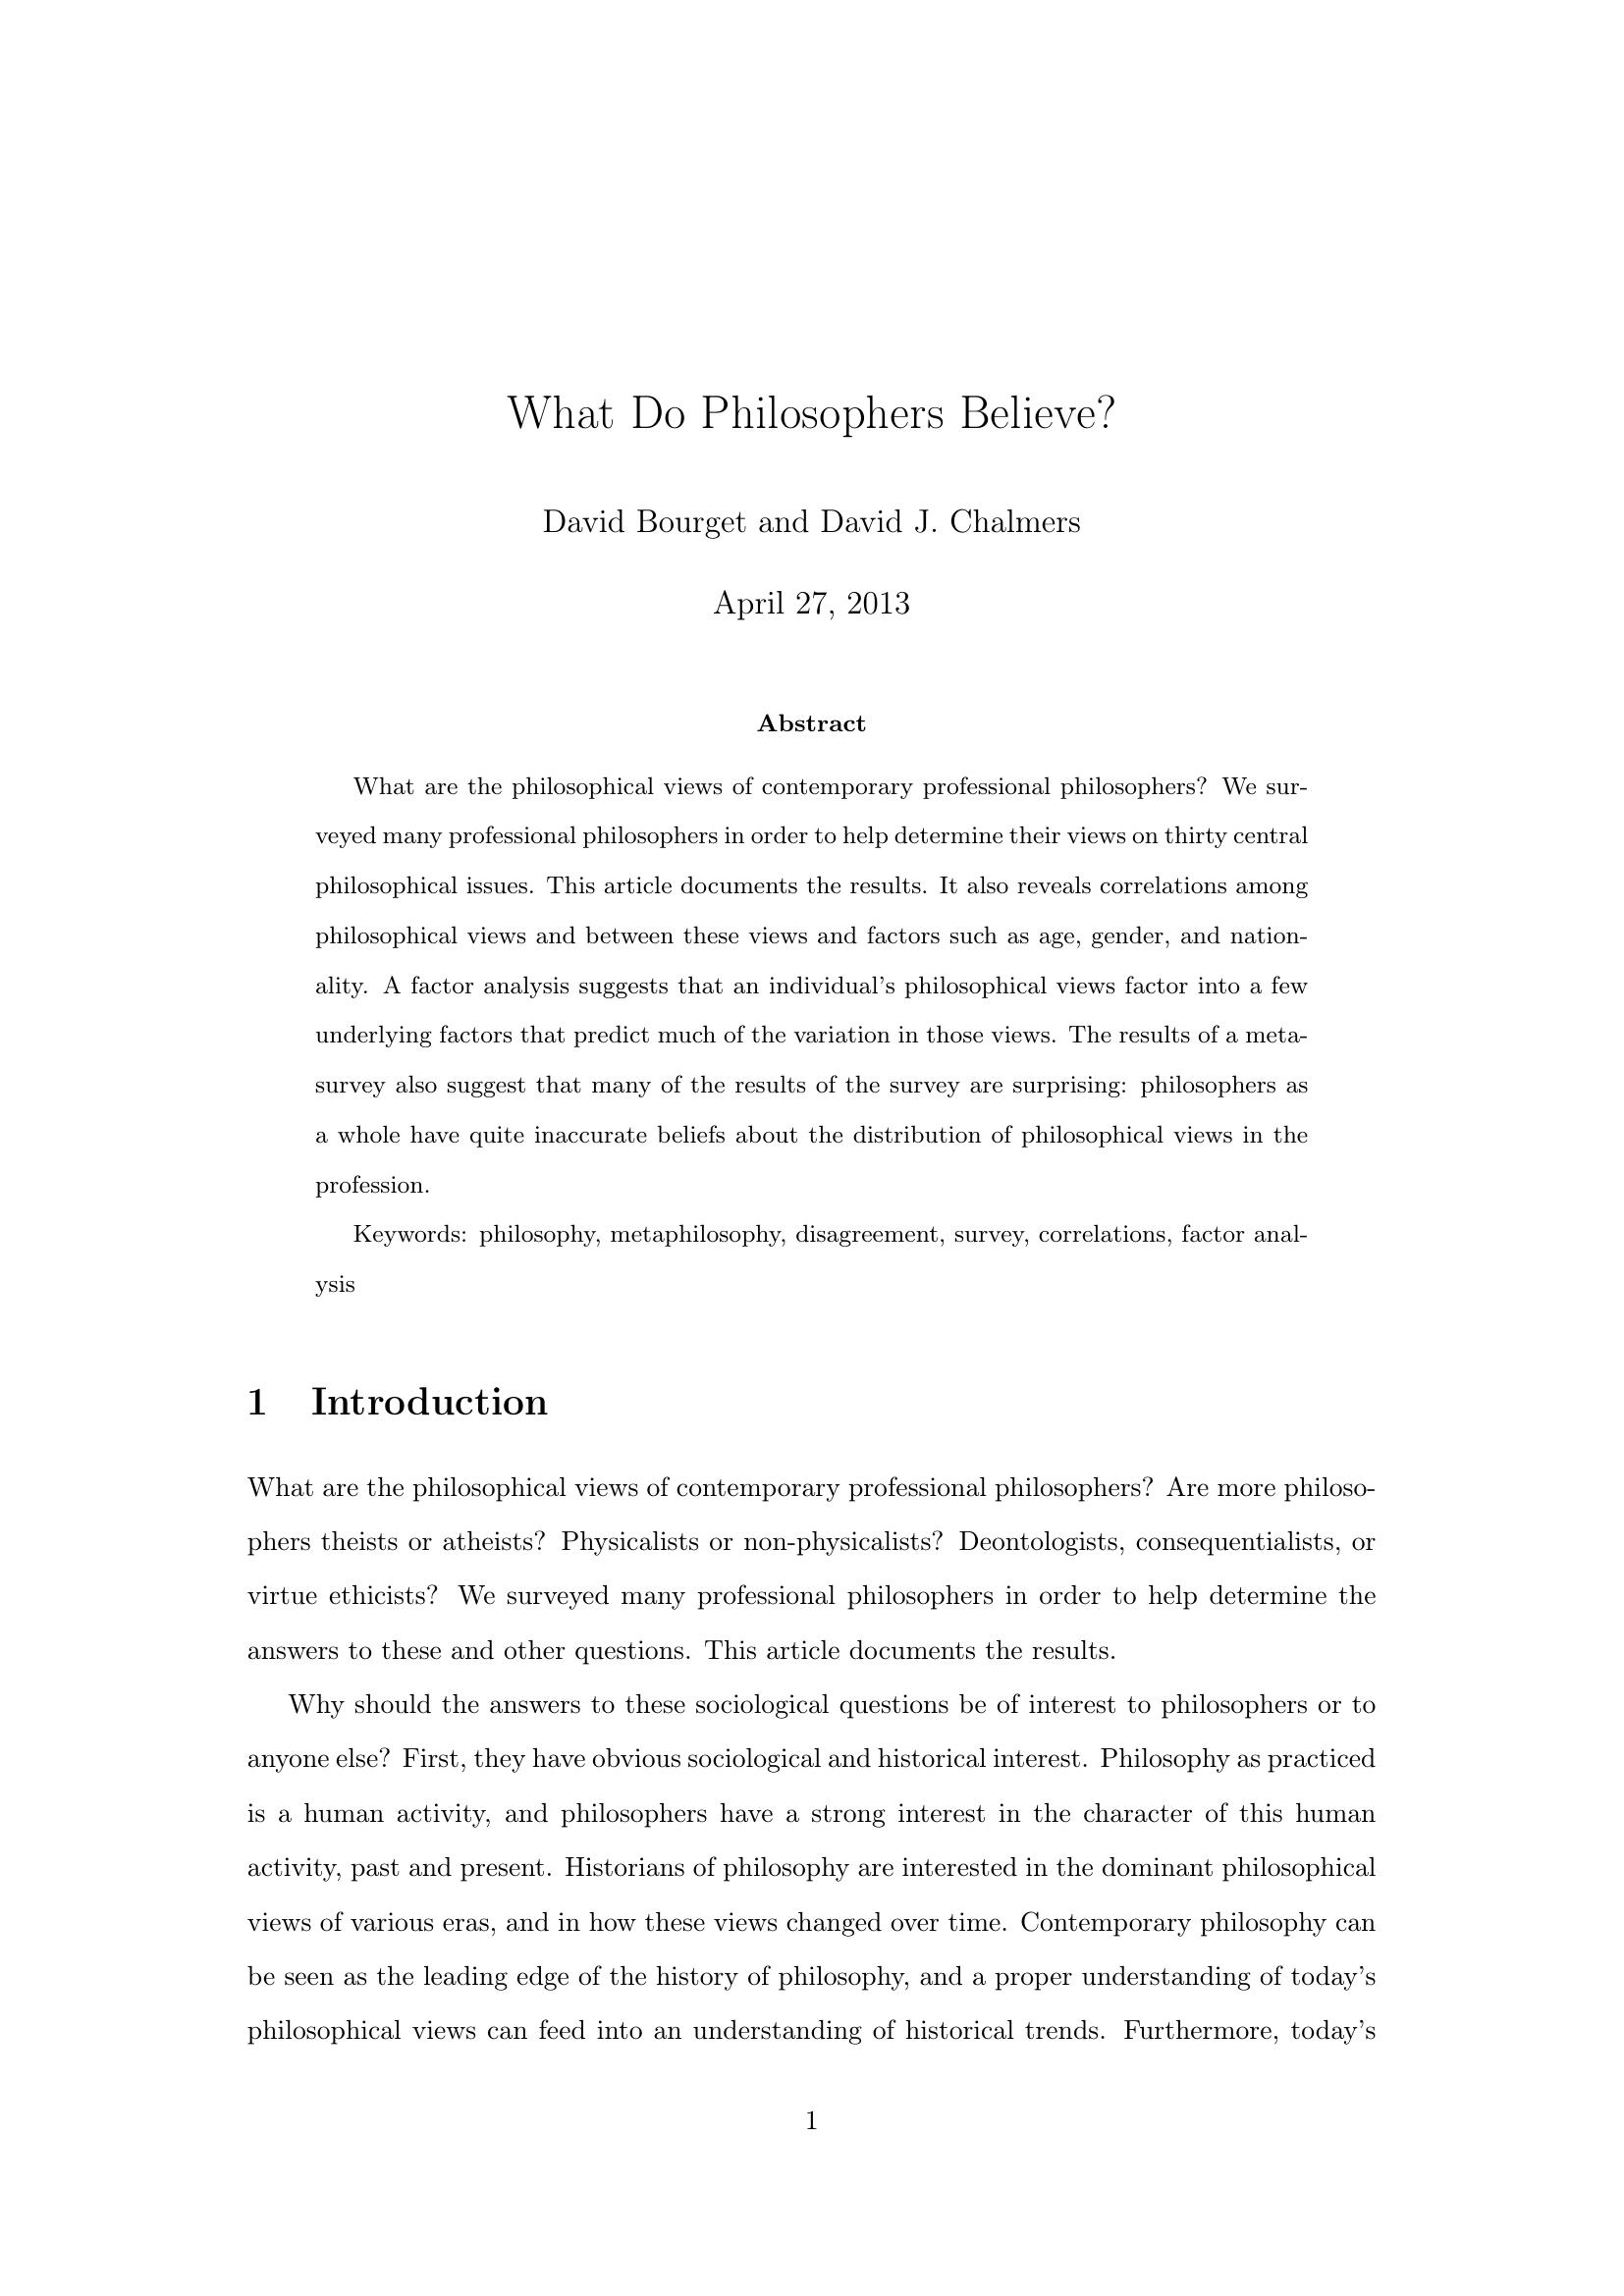 What Do Philosophers Believe?
David Bourget and David J. Chalmers
April 27, 2013
Abstract
What are the philosophical views of contemporary professional philosophers? We sur-
veyed many professional philosophers in order to help determine their views on thirty central
philosophical issues. This article documents the results. It also reveals correlations among
philosophical views and between these views and factors such as age, gender, and nation-
ality. A factor analysis suggests that an individual's philosophical views factor into a few
underlying factors that predict much of the variation in those views. The results of a meta-
survey also suggest that many of the results of the survey are surprising: philosophers as
a whole have quite inaccurate beliefs about the distribution of philosophical views in the
profession.
Keywords: philosophy, metaphilosophy, disagreement, survey, correlations, factor anal-
ysis
1 Introduction
What are the philosophical views of contemporary professional philosophers? Are more philoso-
phers theists or atheists? Physicalists or non-physicalists? Deontologists, consequentialists, or
virtue ethicists? We surveyed many professional philosophers in order to help determine the
answers to these and other questions. This article documents the results.
Why should the answers to these sociological questions be of interest to philosophers or to
anyone else? First, they have obvious sociological and historical interest. Philosophy as practiced
is a human activity, and philosophers have a strong interest in the character of this human
activity, past and present. Historians of philosophy are interested in the dominant philosophical
views of various eras, and in how these views changed over time. Contemporary philosophy can
be seen as the leading edge of the history of philosophy, and a proper understanding of today's
philosophical views can feed into an understanding of historical trends. Furthermore, today's
1